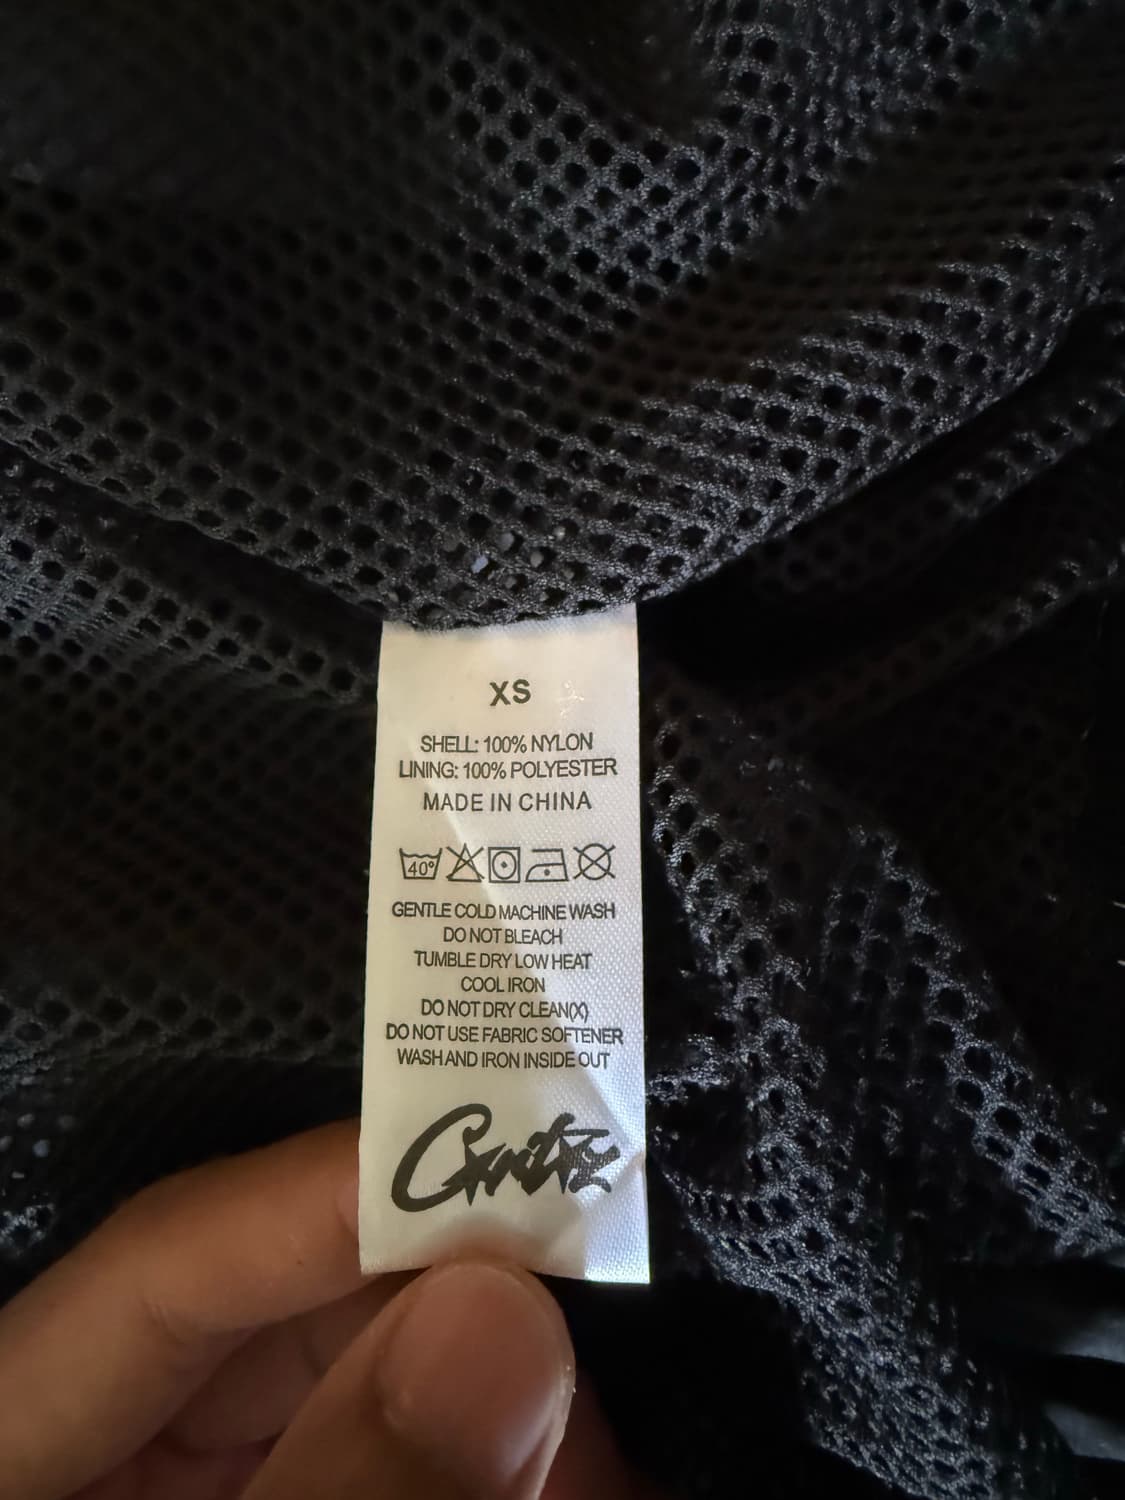 XS
SHELL: 100% NYLON
LINING: 100% POLYESTER
MADE IN CHINA
40°
GENTLE COLD MACHINE WASH
DO NOT BLEACH
TUMBLE DRY LOW HEAT
COOL IRON
DO NOT DRY CLEAN(X)
DO NOT USE FABRIC SOFTENER
WASH AND IRON INSIDE OUT
Corteiz